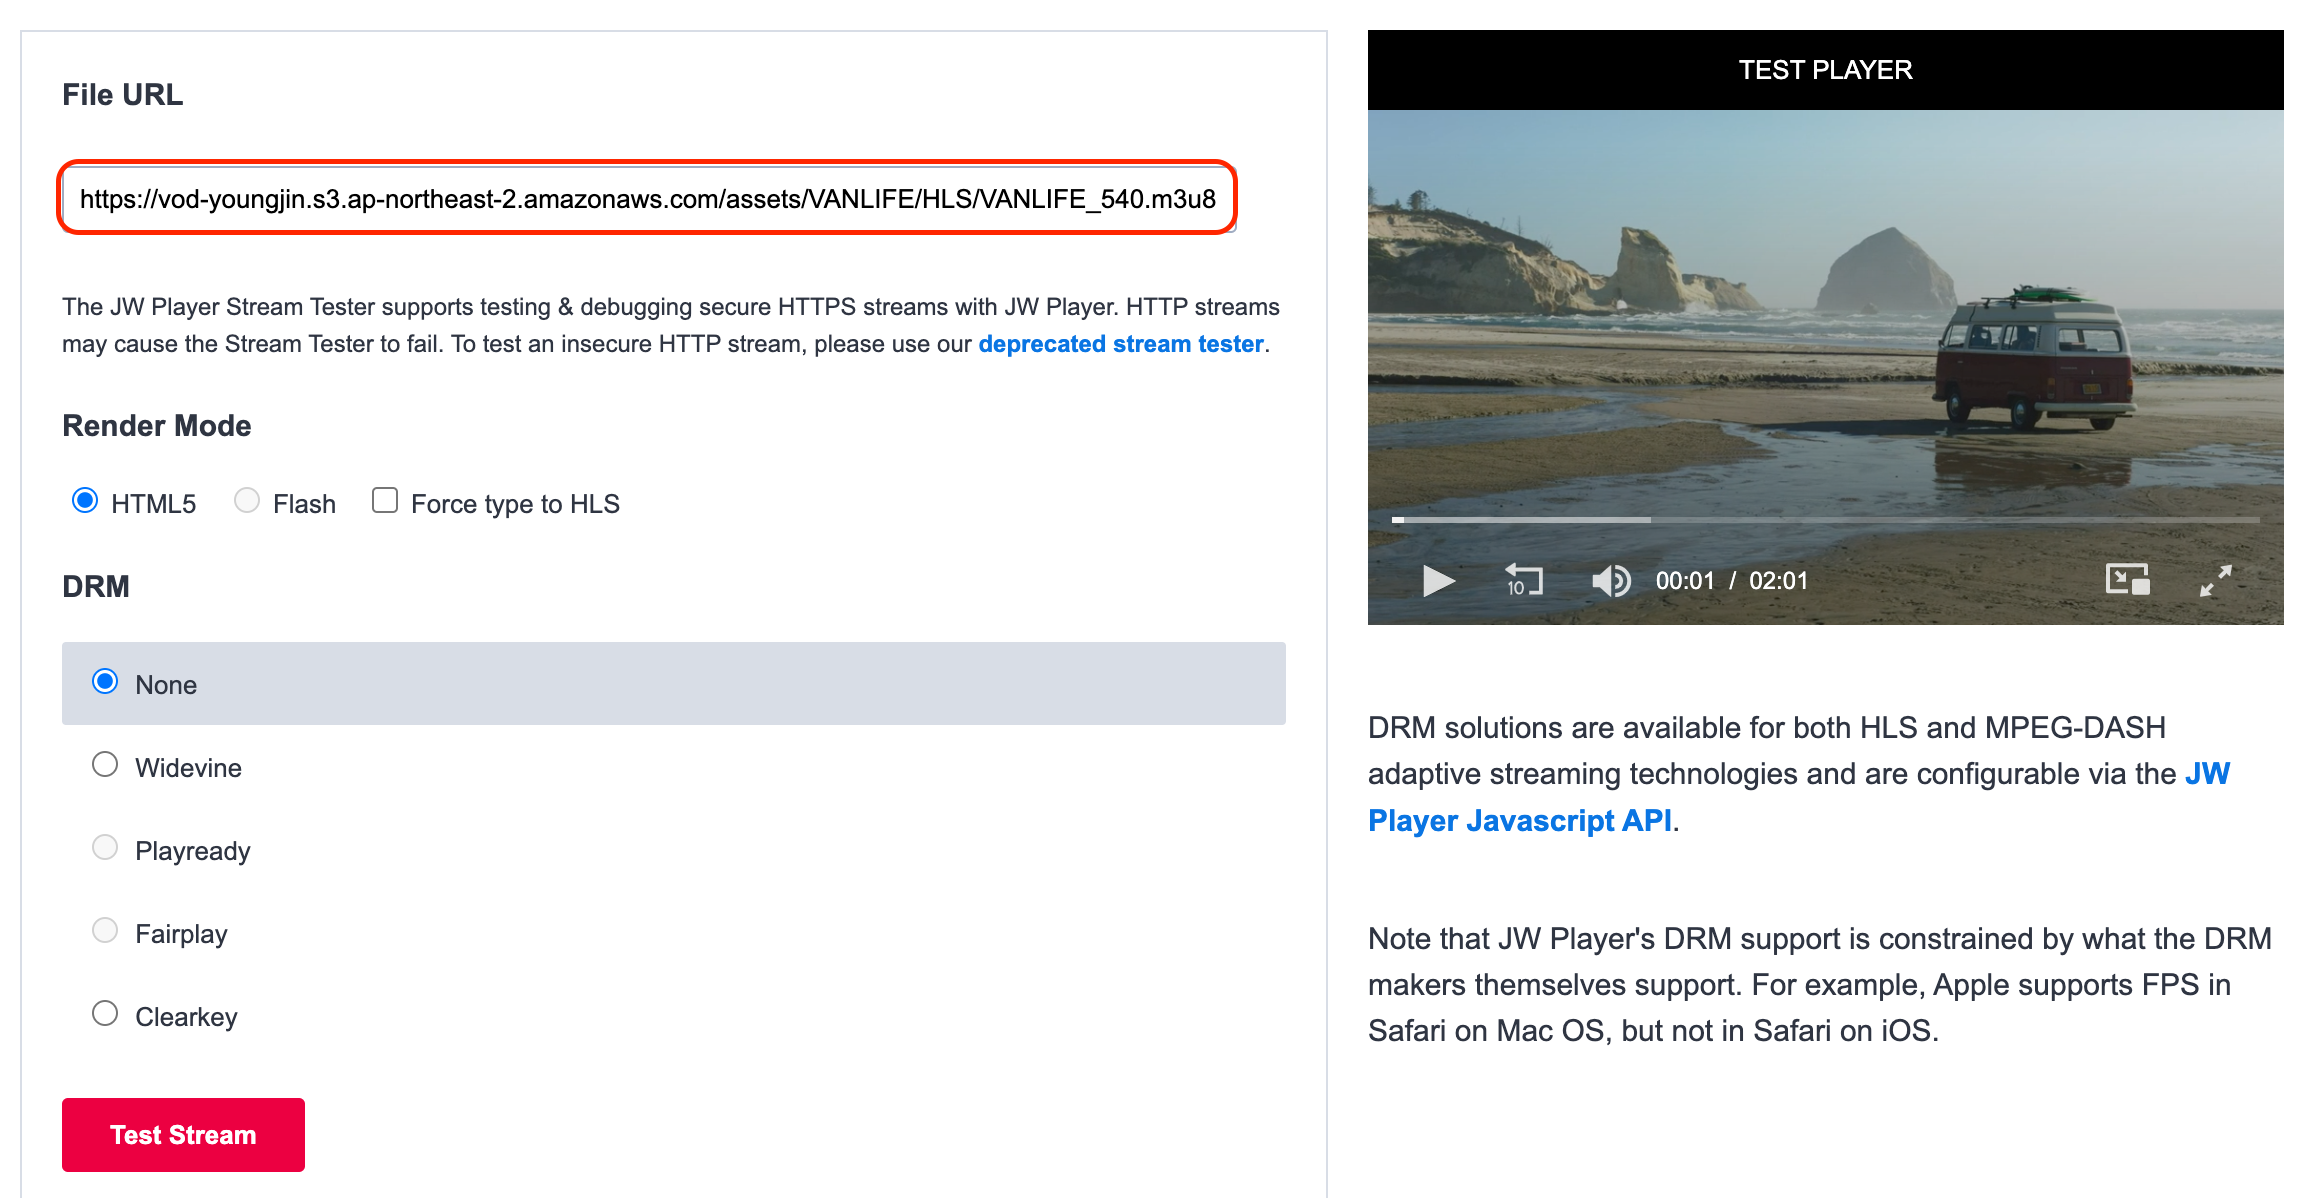 File URL
https://vod-youngjin.s3.ap-northeast-2.amazonaws.com/assets/VANLIFE/HLS/VANLIFE_540.m3u8
The JW Player Stream Tester supports testing & debugging secure HTTPS streams with JW Player. HTTP streams
may cause the Stream Tester to fail. To test an insecure HTTP stream, please use our deprecated stream tester.
Render Mode
HTML5 Flash Force type to HLS
DRM
None
Widevine
Playready
Fairplay
Clearkey
Test Stream
TEST PLAYER
10 00:01 / 02:01
DRM solutions are available for both HLS and MPEG-DASH
adaptive streaming technologies and are configurable via the JW
Player Javascript API.
Note that JW Player's DRM support is constrained by what the DRM
makers themselves support. For example, Apple supports FPS in
Safari on Mac OS, but not in Safari on iOS.